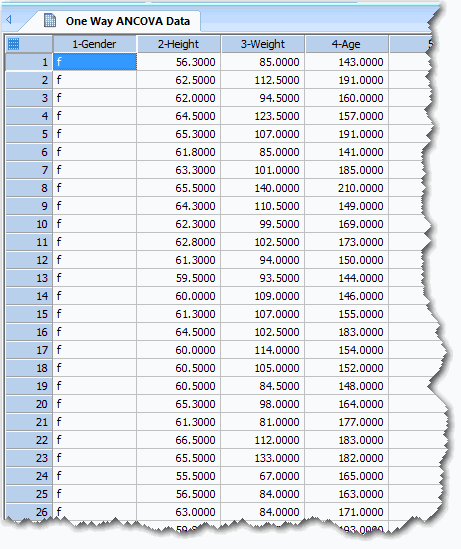 One Way ANCOVA Data
1-Gender 2-Height 3-Weight 4-Age 5
1 f 56.3000 85.0000 143.0000
2 f 62.5000 112.5000 191.0000
3 f 62.0000 94.5000 160.0000
4 f 64.5000 123.5000 157.0000
5 f 65.3000 107.0000 191.0000
6 f 61.8000 85.0000 141.0000
7 f 63.3000 101.0000 185.0000
8 f 65.5000 140.0000 210.0000
9 f 64.3000 110.5000 149.0000
10 f 62.3000 99.5000 169.0000
11 f 62.8000 102.5000 173.0000
12 f 61.3000 94.0000 150.0000
13 f 59.5000 93.5000 144.0000
14 f 60.0000 109.0000 146.0000
15 f 61.3000 107.0000 155.0000
16 f 64.5000 102.5000 183.0000
17 f 60.0000 114.0000 154.0000
18 f 60.5000 105.0000 152.0000
19 f 60.5000 84.5000 148.0000
20 f 65.3000 98.0000 164.0000
21 f 61.3000 81.0000 177.0000
22 f 66.5000 112.0000 183.0000
23 f 65.5000 133.0000 182.0000
24 f 55.5000 67.0000 165.0000
25 f 56.5000 84.0000 163.0000
26 f 63.0000 84.0000 171.0000